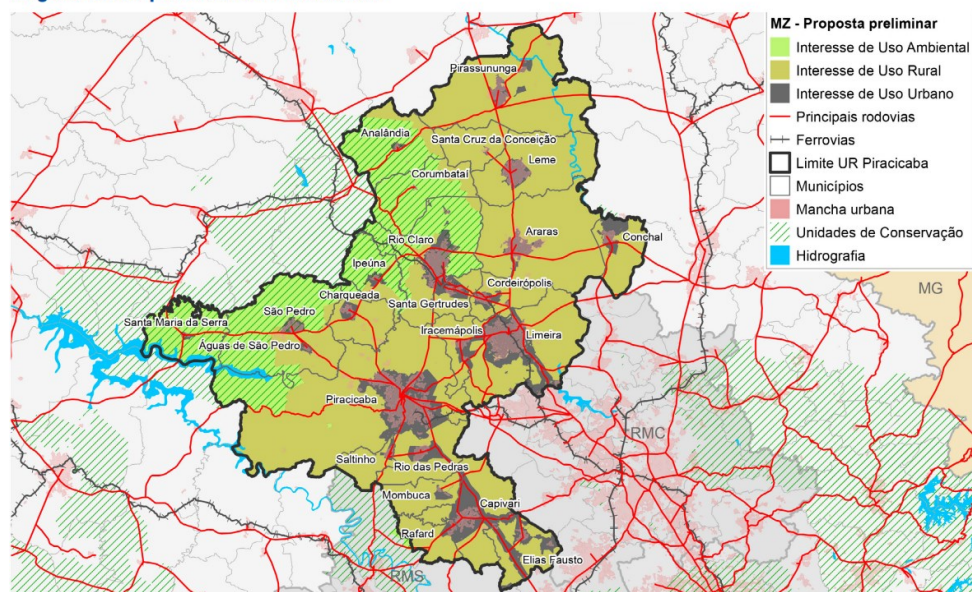 MZ - Proposta preliminar
Interesse de Uso Ambiental
Interesse de Uso Rural
Interesse de Uso Urbano
Principais rodovias
Ferrovias
Limite UR Piracicaba
Municípios
Mancha urbana
Unidades de Conservação
Hidrografia
Pirassununga
Analândia
Santa Cruz da Conceição
Leme
Corumbataí
Araras
Conchal
Rio Claro
Ipeúna
Cordeirópolis
Charqueada
Santa Gertrudes
São Pedro
Santa Maria da Serra
Iracemápolis
Limeira
Águas de São Pedro
Piracicaba
MG
RMC
Saltinho
Rio das Pedras
Mombuca
Capivari
Rafard
Elias Fausto
RMS